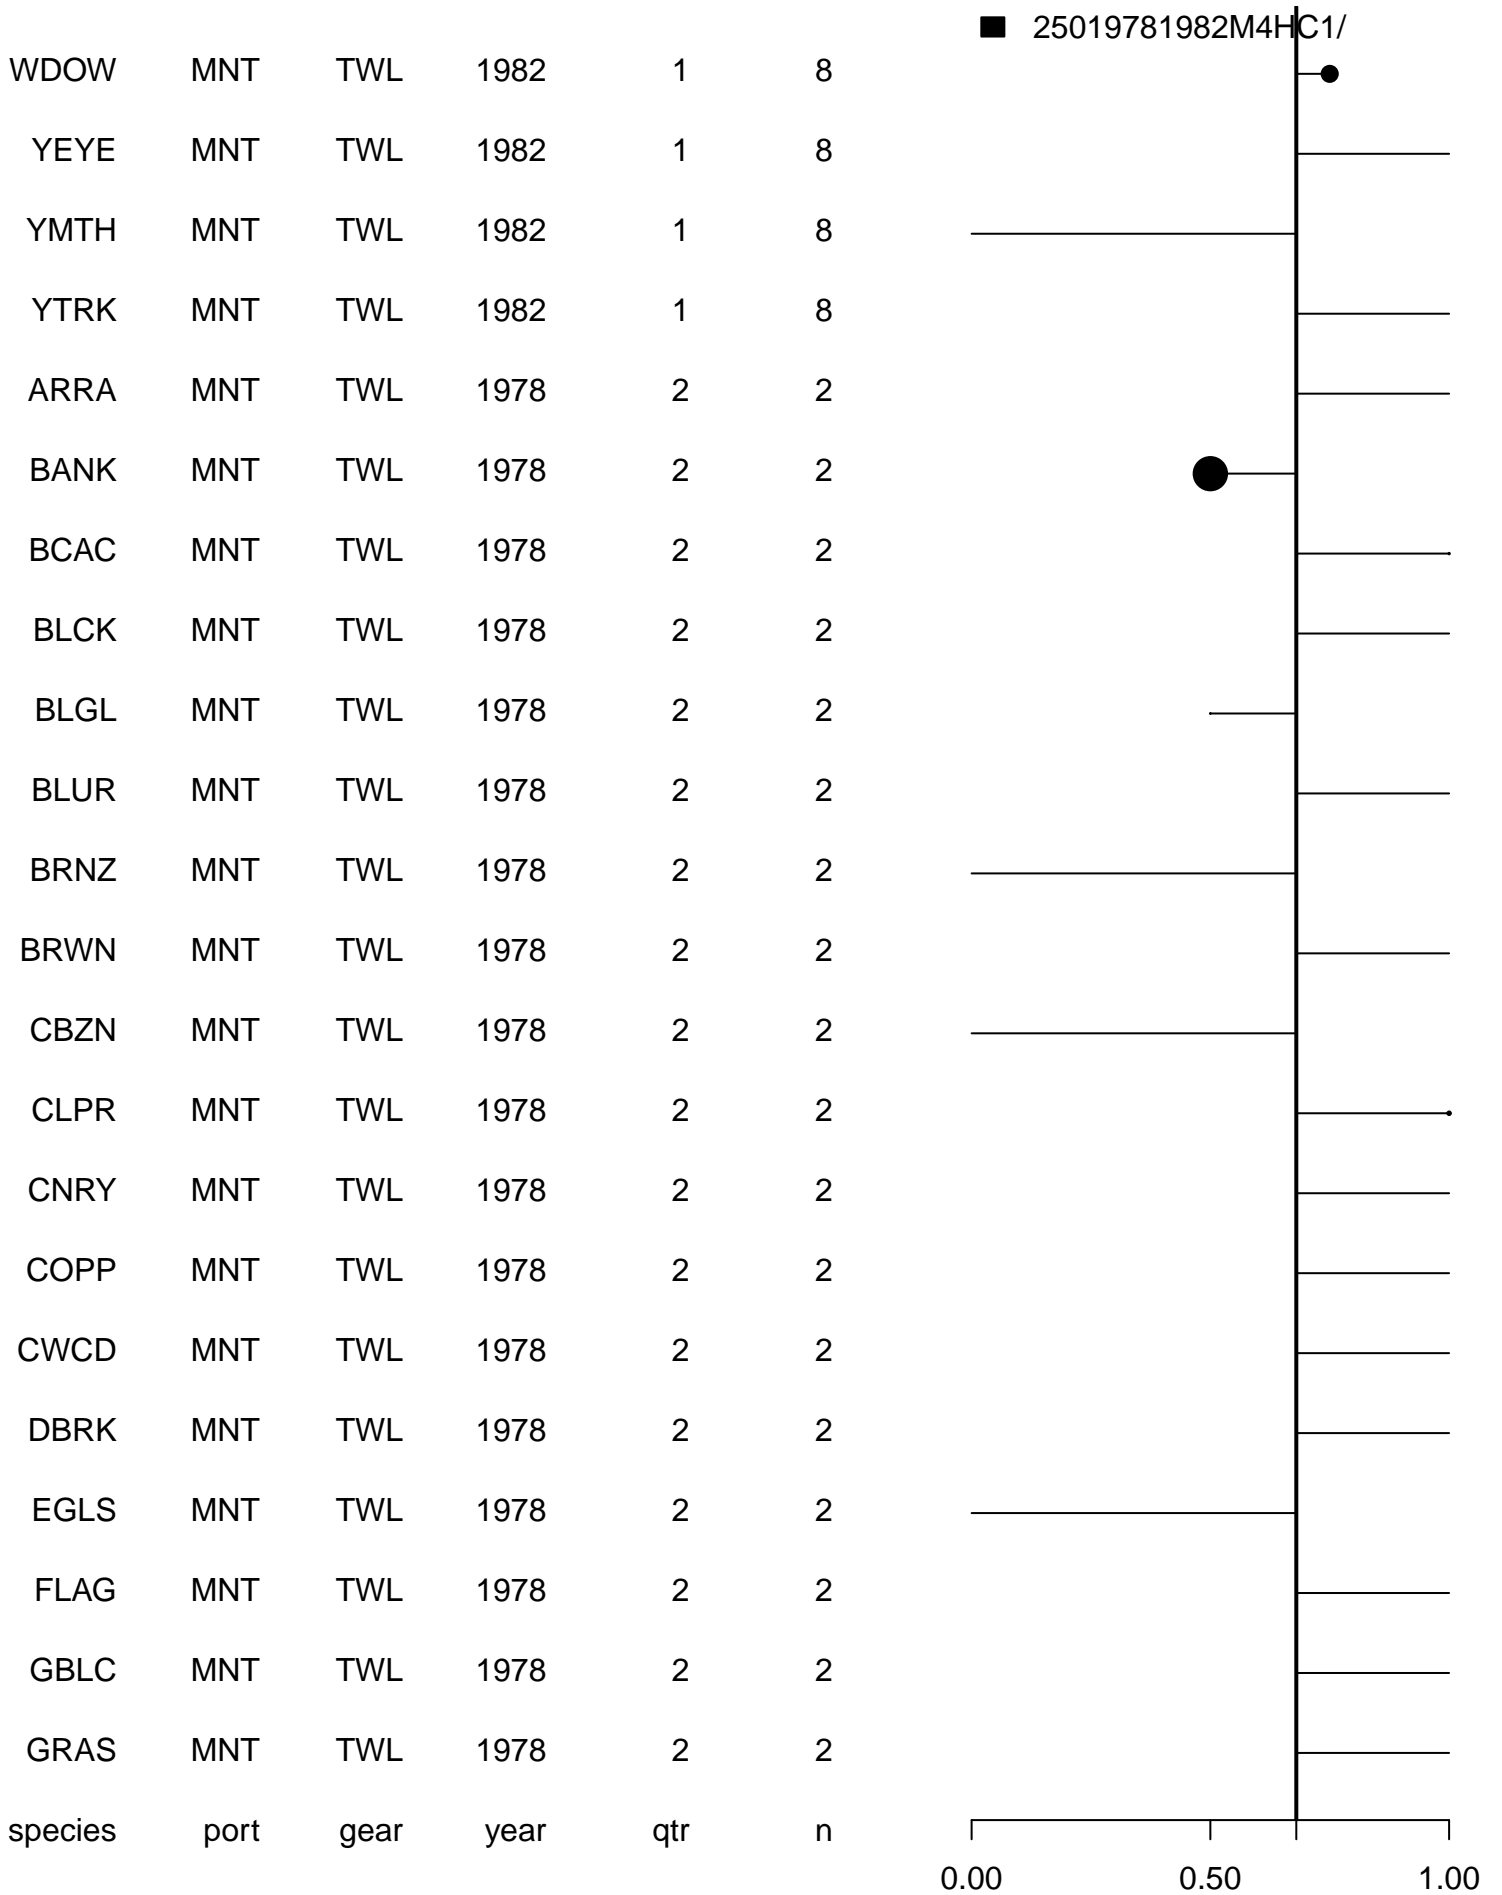 25019781982M4HC1/
WDOW MNT TWL 1982 1 8
YEYE MNT TWL 1982 1 8
YMTH MNT TWL 1982 1 8
YTRK MNT TWL 1982 1 8
ARRA MNT TWL 1978 2 2
BANK MNT TWL 1978 2 2
BCAC MNT TWL 1978 2 2
BLCK MNT TWL 1978 2 2
BLGL MNT TWL 1978 2 2
BLUR MNT TWL 1978 2 2
BRNZ MNT TWL 1978 2 2
BRWN MNT TWL 1978 2 2
CBZN MNT TWL 1978 2 2
CLPR MNT TWL 1978 2 2
CNRY MNT TWL 1978 2 2
COPP MNT TWL 1978 2 2
CWCD MNT TWL 1978 2 2
DBRK MNT TWL 1978 2 2
EGLS MNT TWL 1978 2 2
FLAG MNT TWL 1978 2 2
GBLC MNT TWL 1978 2 2
GRAS MNT TWL 1978 2 2
species port gear year qtr n
0.00 0.50 1.00